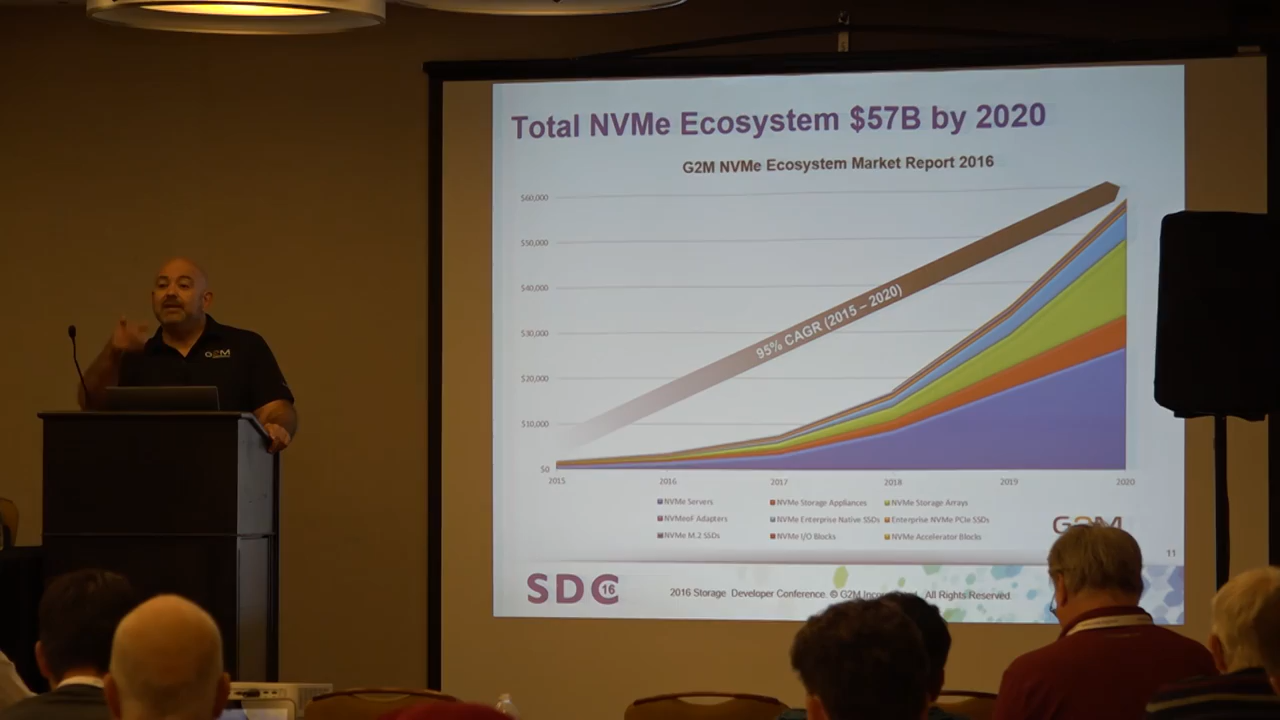 Total NVMe Ecosystem $57B by 2020
G2M NVMe Ecosystem Market Report 2016
$60,000
$50,000
$40,000
$30,000
$20,000
$10,000
$0
95% CAGR (2015 – 2020)
2015 2016 2017 2018 2019 2020
NVMe Servers NVMe Storage Appliances NVMe Storage Arrays
NVMeoF Adapters NVMe Enterprise Native SSDs Enterprise NVMe PCIe SSDs
NVMe M.2 SSDs NVMe I/O Blocks NVMe Accelerator Blocks
G2M
11
SDC 16
2016 Storage Developer Conference. © G2M All Rights Reserved.
G2M